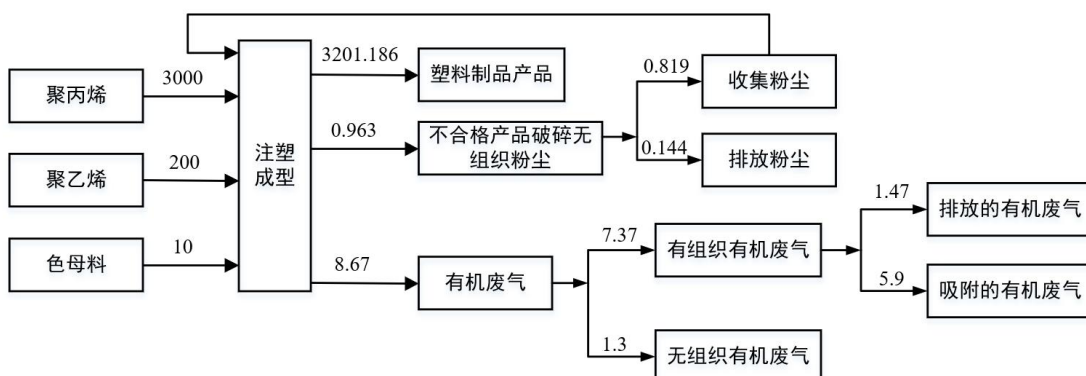 聚丙烯
3000
聚乙烯
200
色母料
10
注塑
成型
3201.186
塑料制品产品
0.963
不合格产品破碎无
组织粉尘
0.819
收集粉尘
0.144
排放粉尘
8.67
有机废气
7.37
有组织有机废气
1.3
无组织有机废气
1.47
排放的有机废气
5.9
吸附的有机废气